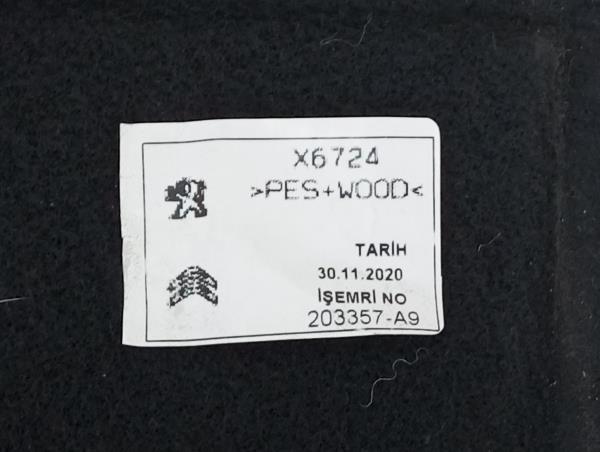 X6724
>PES+WOOD<
TARİH
30.11.2020
İŞEMRİ NO
203357-A9